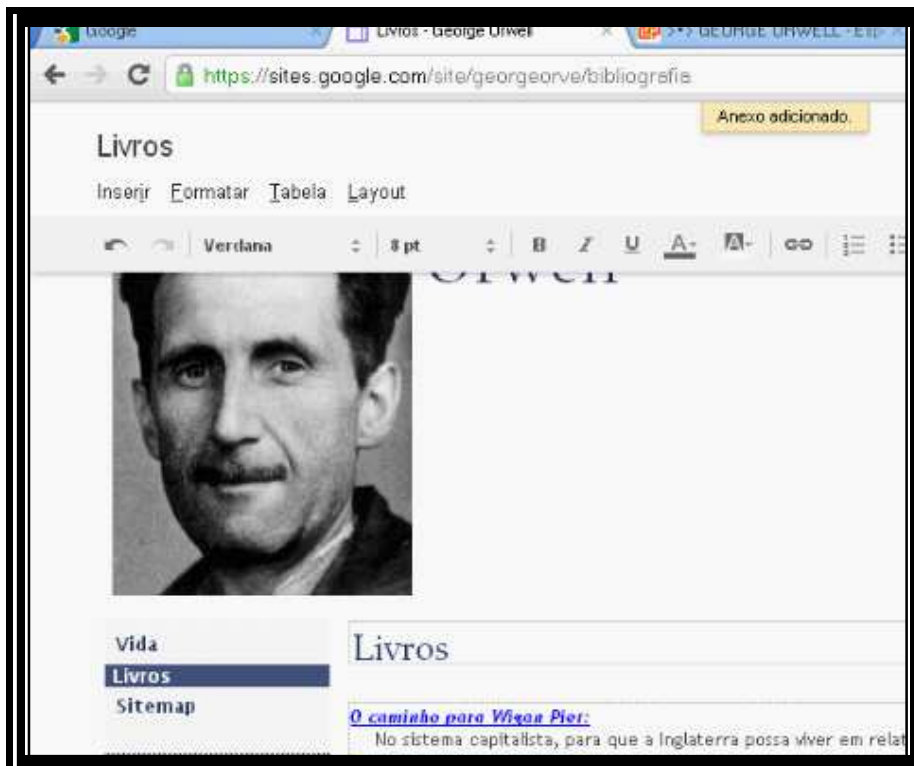 Google Livros - George Orwell >•> GEORGE ORWELL - Esp
https://sites.google.com/site/georgeorve/bibliografia
Anexo adicionado.
Livros
Inserir Formatar Tabela Layout
Verdana 8 pt B I U A A
Orwell
Vida
Livros
Sitemap
Livros
O caminho para Wigan Pier:
No sistema capitalista, para que a Inglaterra possa viver em relat